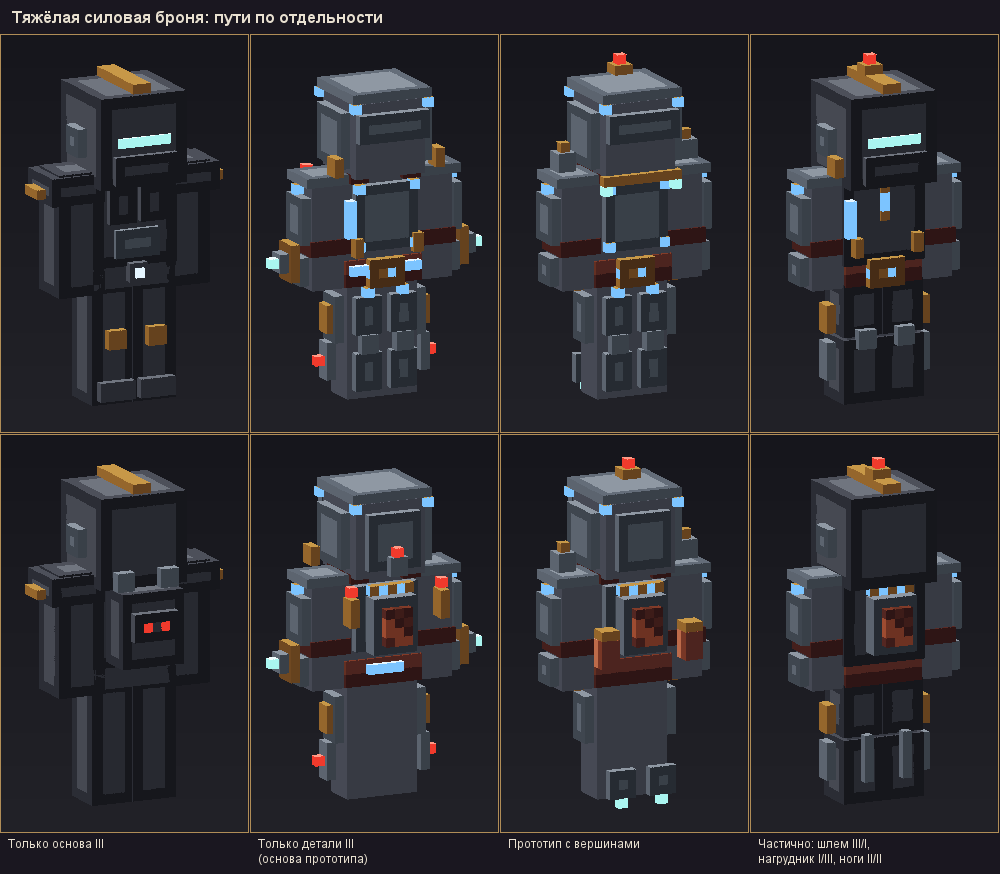 Тяжёлая силовая броня: пути по отдельности
Только основа III
Только детали III
(основа прототипа)
Прототип с вершинами
Частично: шлем III/I,
нагрудник I/III, ноги II/II